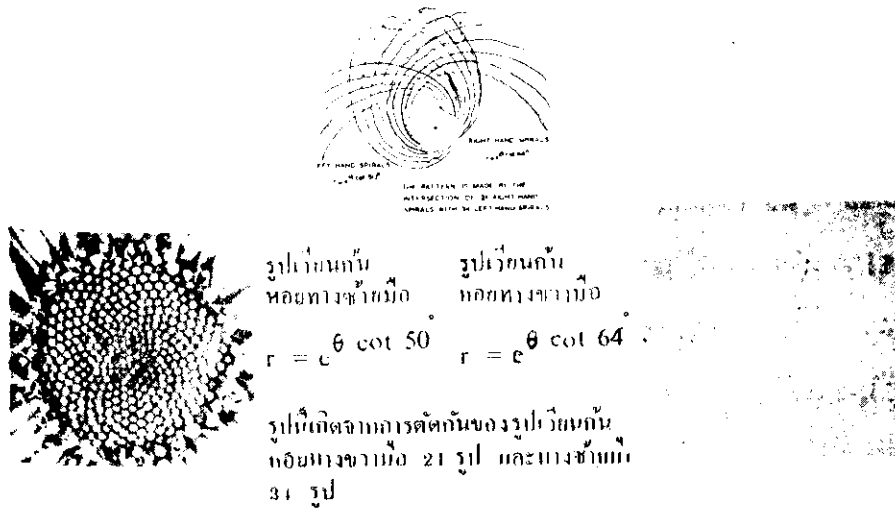 RIGHT HAND SPIRALS
LEFT HAND SPIRALS
THE PATTERN IS MADE BY THE
INTERSECTION OF 21 RIGHT HAND
SPIRALS WITH 34 LEFT HAND SPIRALS
รูปเวียนก้น
หอยทางซ้ายมือ
r = e^θ cot 50°
รูปเวียนก้น
หอยทางขวามือ
r = e^θ cot 64°
รูปนี้เกิดจากการตัดกันของรูปเวียนก้น
หอยทางขวามือ 21 รูป และทางซ้ายมือ
34 รูป